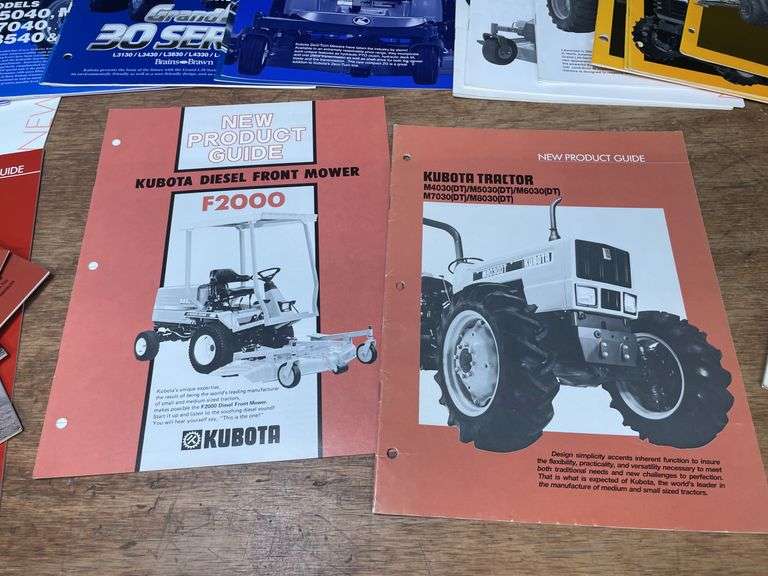 MODELS
5040, M
7040,
8540 &
Grand
30 SER
L3130 / L3430 / L3830 / L4330 / L
Brains Brawn
NEW
GUIDE
NEW
PRODUCT
GUIDE
KUBOTA DIESEL FRONT MOWER
F2000
Kubota's unique expertise,
the result of being the world's leading manufacturer
of small and medium sized tractors,
makes possible the F2000 Diesel Front Mower.
Start it up and listen to the soothing diesel sound!
You will hear yourself say, "This is the one!"
KUBOTA
NEW PRODUCT GUIDE
KUBOTA TRACTOR
M4030(DT)/M5030(DT)/M6030(DT)
M7030(DT)/M8030(DT)
KUBOTA
Design simplicity accents inherent function to insure
the flexibility, practicality, and versatility necessary to meet
both traditional needs and new challenges to perfection.
That is what is expected of Kubota, the world's leader in
the manufacture of medium and small sized tractors.